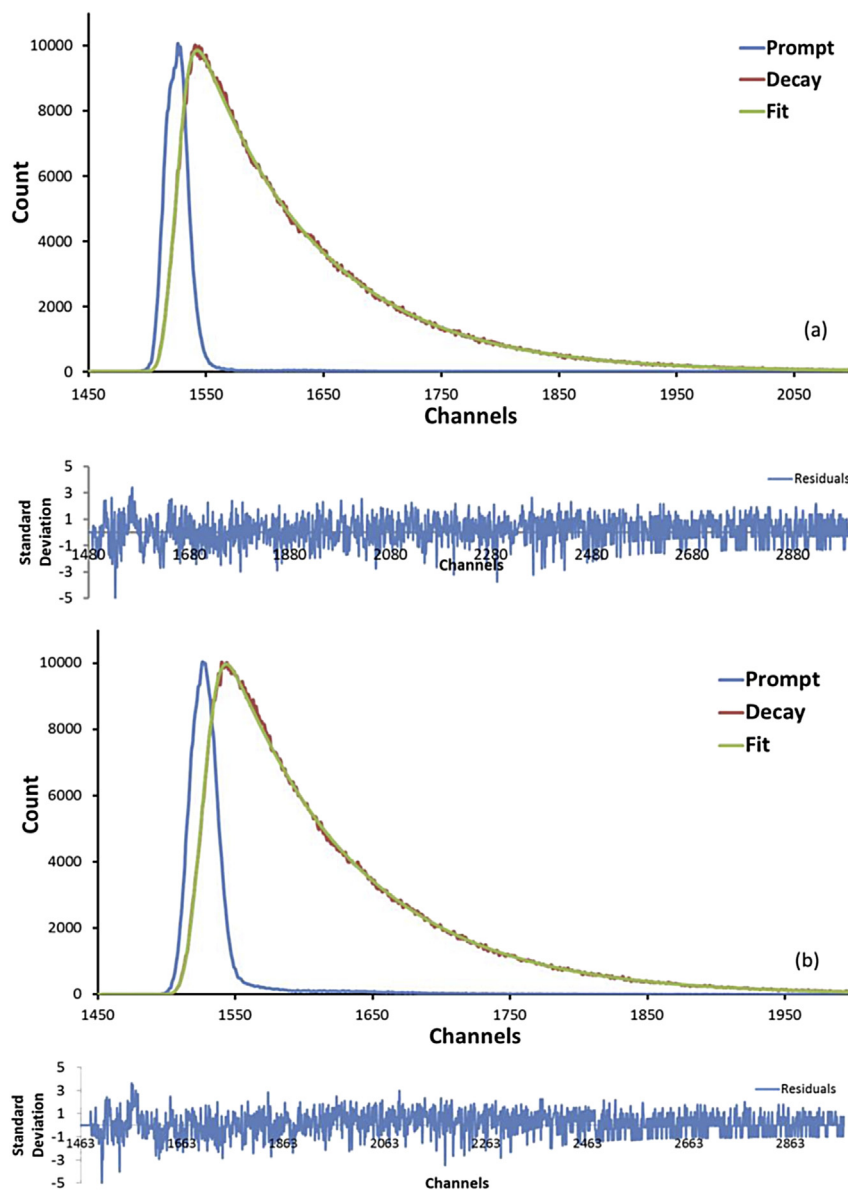 10000
8000
6000
4000
2000
0
Count
Prompt
Decay
Fit
(a)
1450 1550 1650 1750 1850 1950 2050
Channels
5
3
1
-1
-3
-5
Standard
Deviation
Residuals
1480 1680 1880 2080 2280 2480 2680 2880
Channels
10000
8000
6000
4000
2000
0
Count
Prompt
Decay
Fit
(b)
1450 1550 1650 1750 1850 1950
Channels
5
3
1
-1
-3
-5
Standard
Deviation
Residuals
1463 1663 1863 2063 2263 2463 2663 2863
Channels